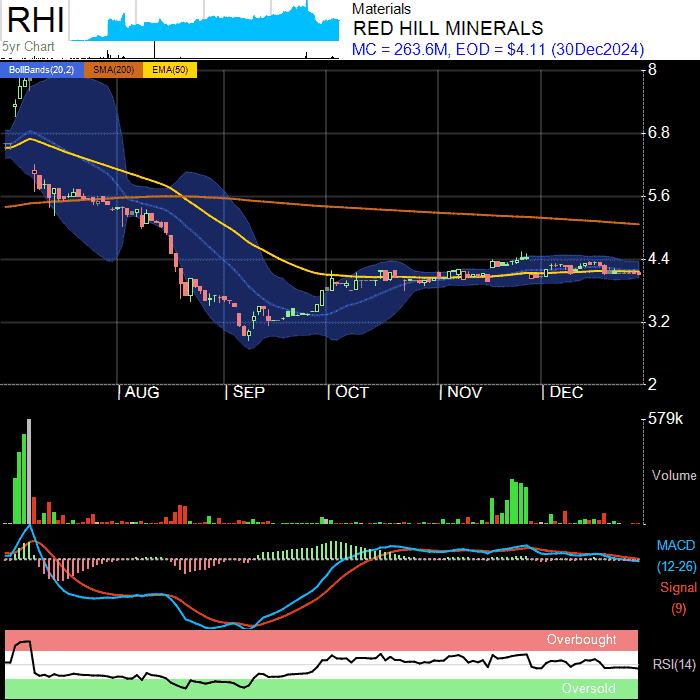 RHI
5yr Chart
Materials
RED HILL MINERALS
MC = 263.6M, EOD = $4.11 (30Dec2024)
BollBands(20,2) SMA(200) EMA(50)
8
6.8
5.6
4.4
3.2
2
AUG SEP OCT NOV DEC
579k
Volume
MACD
(12-26)
Signal
(9)
Overbought
RSI(14)
Oversold